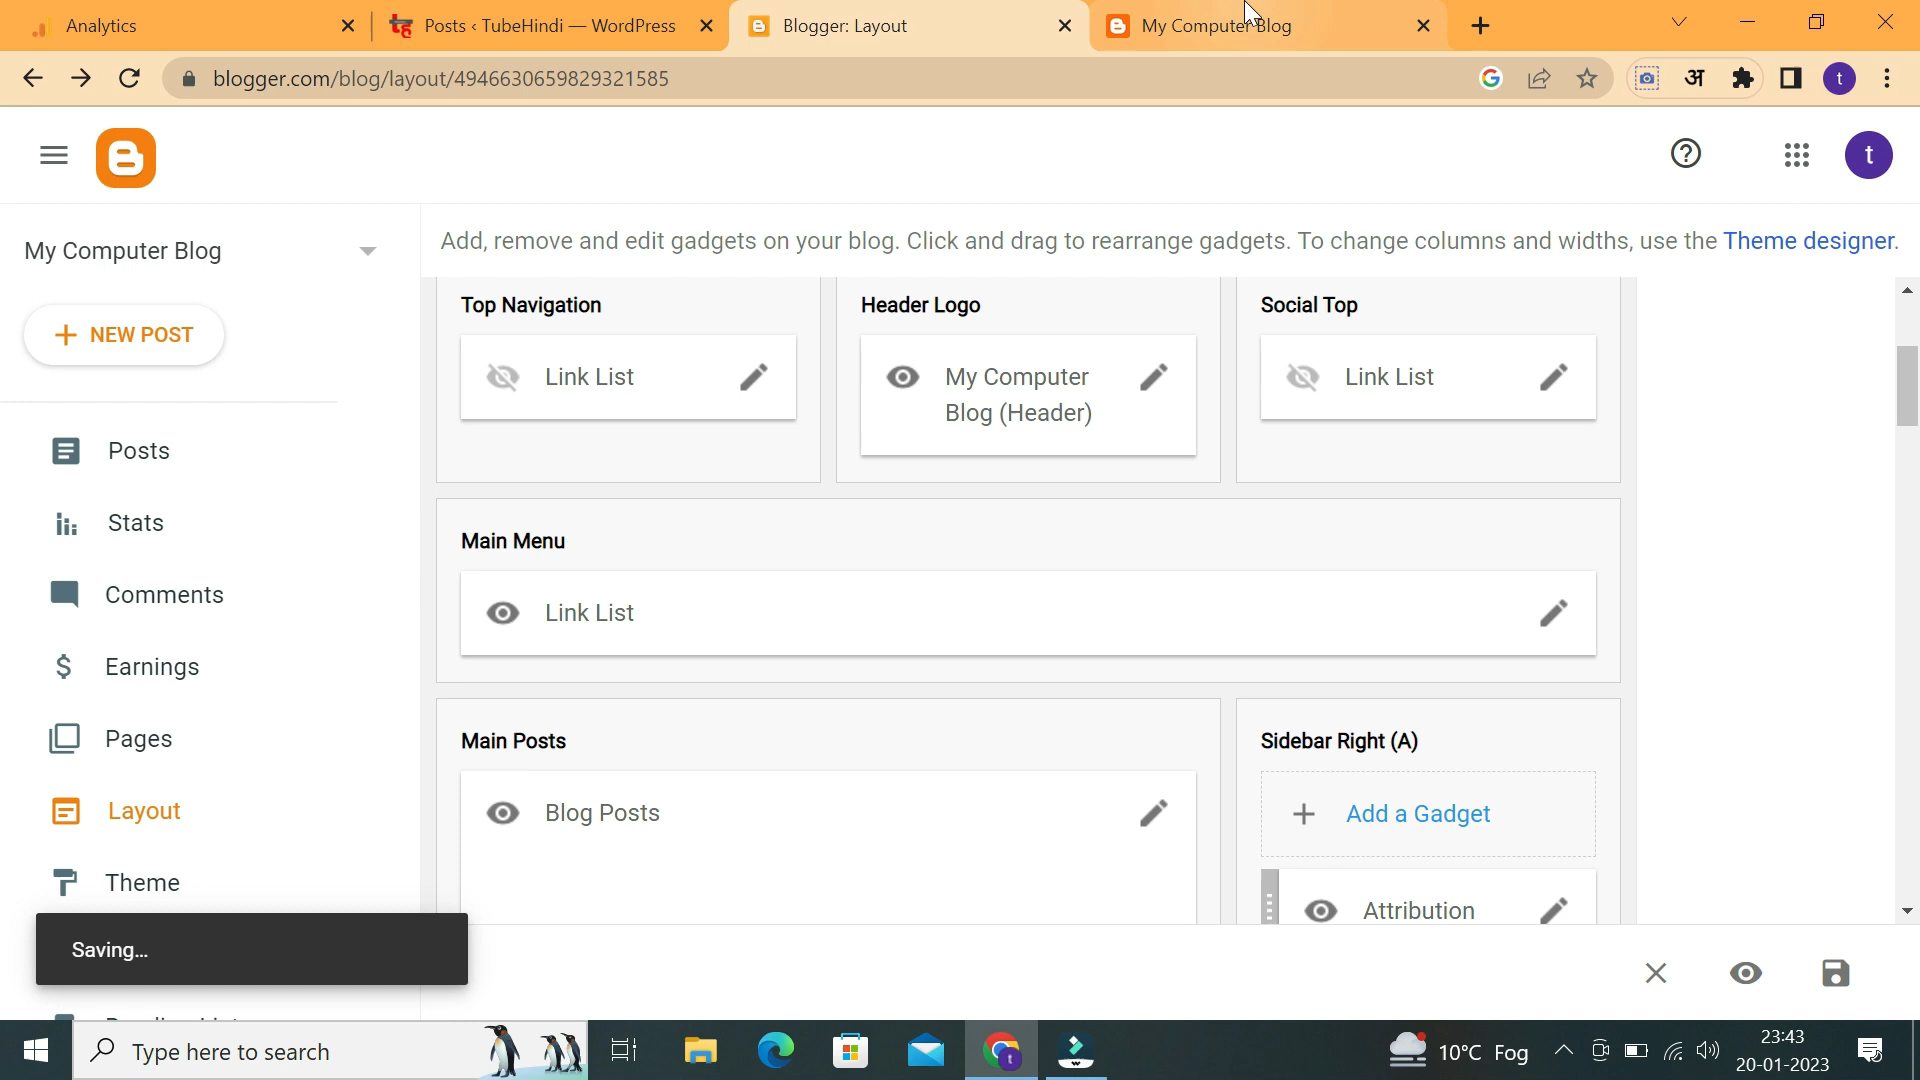 Analytics
Posts ‹ TubeHindi — WordPress
Blogger: Layout
My Computer Blog
blogger.com/blog/layout/4946630659829321585
अ
t
t
My Computer Blog
Add, remove and edit gadgets on your blog. Click and drag to rearrange gadgets. To change columns and widths, use the Theme designer.
NEW POST
Top Navigation
Link List
Header Logo
My Computer
Blog (Header)
Social Top
Link List
Posts
Stats
Comments
Earnings
Pages
Layout
Theme
Main Menu
Link List
Main Posts
Blog Posts
Sidebar Right (A)
Add a Gadget
Attribution
Saving...
Type here to search
10°C Fog
23:43
20-01-2023